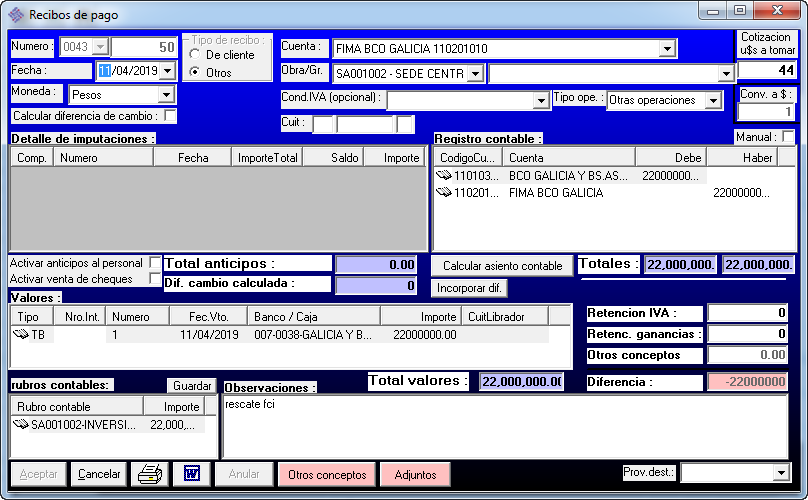 Recibos de pago
Numero : 0043 50
Tipo de recibo :
De cliente
Otros
Cuenta : FIMA BCO GALICIA 110201010
Cotizacion
u$s a tomar
44
Fecha : 11/04/2019
Obra/Gr. SA001002 - SEDE CENTR
Moneda : Pesos
Cond.IVA (opcional) :
Tipo ope. : Otras operaciones
Conv. a $ :
1
Calcular diferencia de cambio :
Cuit :
Detalle de imputaciones :
Registro contable :
Manual :
Comp. Numero Fecha ImporteTotal Saldo Importe
CodigoCu... Cuenta Debe Haber
110103... BCO GALICIA Y BS.AS... 22000000...
110201... FIMA BCO GALICIA 22000000...
Activar anticipos al personal
Total anticipos : 0.00
Calcular asiento contable
Totales : 22,000,000. 22,000,000.
Activar venta de cheques
Dif. cambio calculada : 0
Incorporar dif.
Valores :
Tipo Nro.Int. Numero Fec.Vto. Banco / Caja Importe CuitLibrador
TB 1 11/04/2019 007-0038-GALICIA Y B... 22000000.00
Retencion IVA : 0
Retenc. ganancias : 0
Otros conceptos 0.00
Total valores : 22,000,000.00
Diferencia : -22000000
rubros contables:
Guardar
Observaciones :
Rubro contable Importe
SA001002-INVERSI... 22,000,...
rescate fci
Aceptar
Cancelar
W
Anular
Otros conceptos
Adjuntos
Prov.dest.: